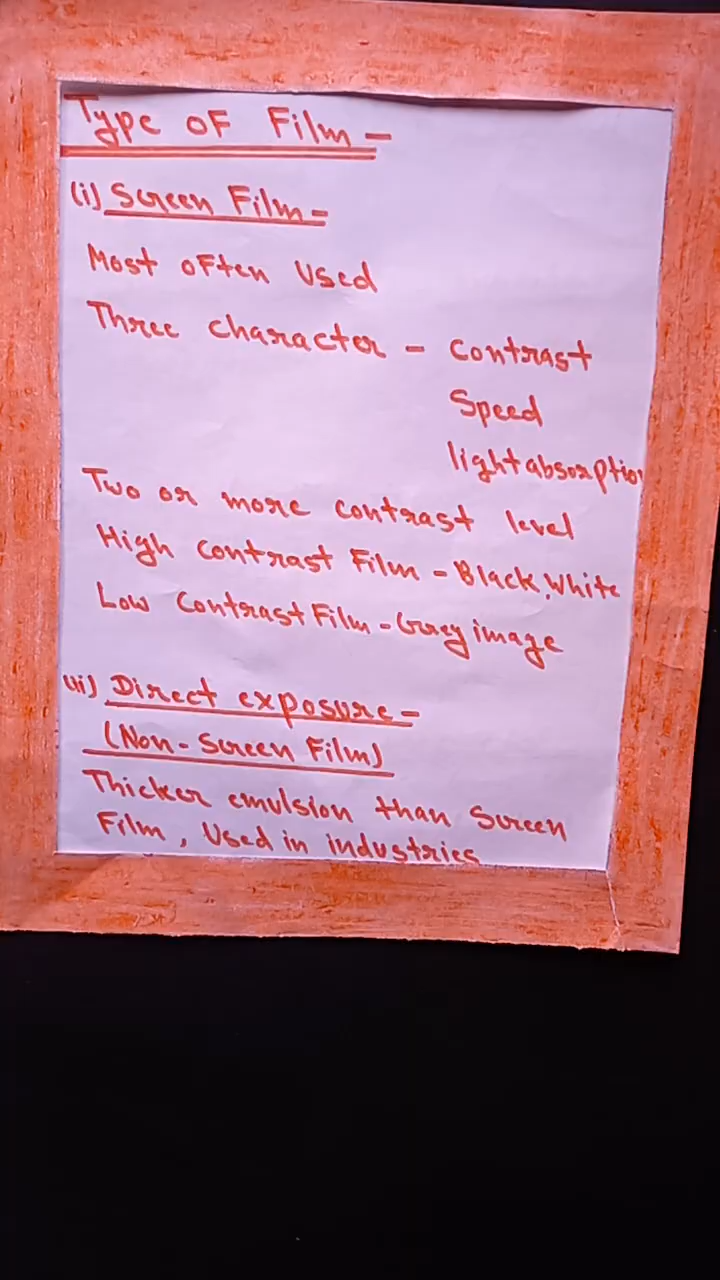 Type of Film -
(i) Screen Film -
Most often used
Three character - Contrast
Speed
light absorption
Two or more contrast level
High contrast Film - Black, White
Low Contrast Film - Grey image
(ii) Direct exposure -
(Non-Screen Film)
Thicker emulsion than Screen
Film, Used in industries